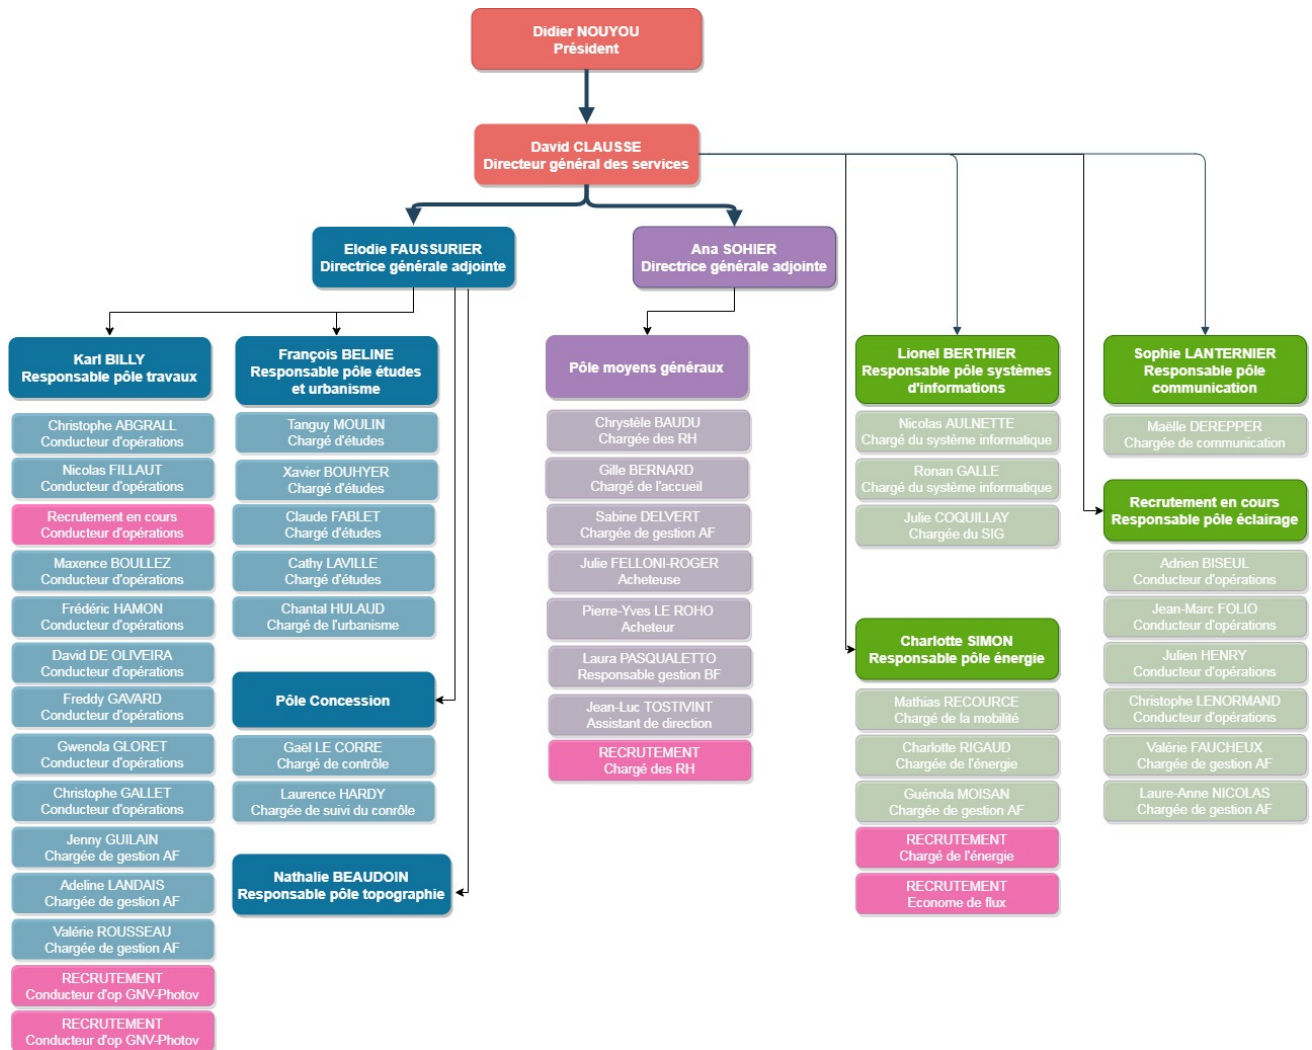 Didier NOUYOU
Président
David CLAUSSE
Directeur général des services
Elodie FAUSSURIER
Directrice générale adjointe
Ana SOHIER
Directrice générale adjointe
Karl BILLY
Responsable pôle travaux
Christophe ABGRALL
Conducteur d'opérations
Nicolas FILLAUT
Conducteur d'opérations
Recrutement en cours
Conducteur d'opérations
Maxence BOULLEZ
Conducteur d'opérations
Frédéric HAMON
Conducteur d'opérations
David DE OLIVEIRA
Conducteur d'opérations
Freddy GAVARD
Conducteur d'opérations
Gwenola GLORET
Conducteur d'opérations
Christophe GALLET
Conducteur d'opérations
Jenny GUILAIN
Chargée de gestion AF
Adeline LANDAIS
Chargée de gestion AF
Valérie ROUSSEAU
Chargée de gestion AF
RECRUTEMENT
Conducteur d'op GNV-Photov
RECRUTEMENT
Conducteur d'op GNV-Photov
François BELINE
Responsable pôle études
et urbanisme
Tanguy MOULIN
Chargé d'études
Xavier BOUHYER
Chargé d'études
Claude FABLET
Chargé d'études
Cathy LAVILLE
Chargé d'études
Chantal HULAUD
Chargé de l'urbanisme
Pôle Concession
Gaël LE CORRE
Chargé de contrôle
Laurence HARDY
Chargée de suivi du conrôle
Nathalie BEAUDOIN
Responsable pôle topographie
Pôle moyens généraux
Chrystèle BAUDU
Chargée des RH
Gille BERNARD
Chargé de l'accueil
Sabine DELVERT
Chargée de gestion AF
Julie FELLONI-ROGER
Acheteuse
Pierre-Yves LE ROHO
Acheteur
Laura PASQUALETTO
Responsable gestion BF
Jean-Luc TOSTIVINT
Assistant de direction
RECRUTEMENT
Chargé des RH
Lionel BERTHIER
Responsable pôle systèmes
d'informations
Nicolas AULNETTE
Chargé du système informatique
Ronan GALLE
Chargé du système informatique
Julie COQUILLAY
Chargée du SIG
Charlotte SIMON
Responsable pôle énergie
Mathias RECOURCE
Chargé de la mobilité
Charlotte RIGAUD
Chargée de l'énergie
Guénola MOISAN
Chargée de gestion AF
RECRUTEMENT
Chargé de l'énergie
RECRUTEMENT
Econome de flux
Sophie LANTERNIER
Responsable pôle
communication
Maëlle DEREPPER
Chargée de communication
Recrutement en cours
Responsable pôle éclairage
Adrien BISEUL
Conducteur d'opérations
Jean-Marc FOLIO
Conducteur d'opérations
Julien HENRY
Conducteur d'opérations
Christophe LENORMAND
Conducteur d'opérations
Valérie FAUCHEUX
Chargée de gestion AF
Laure-Anne NICOLAS
Chargée de gestion AF